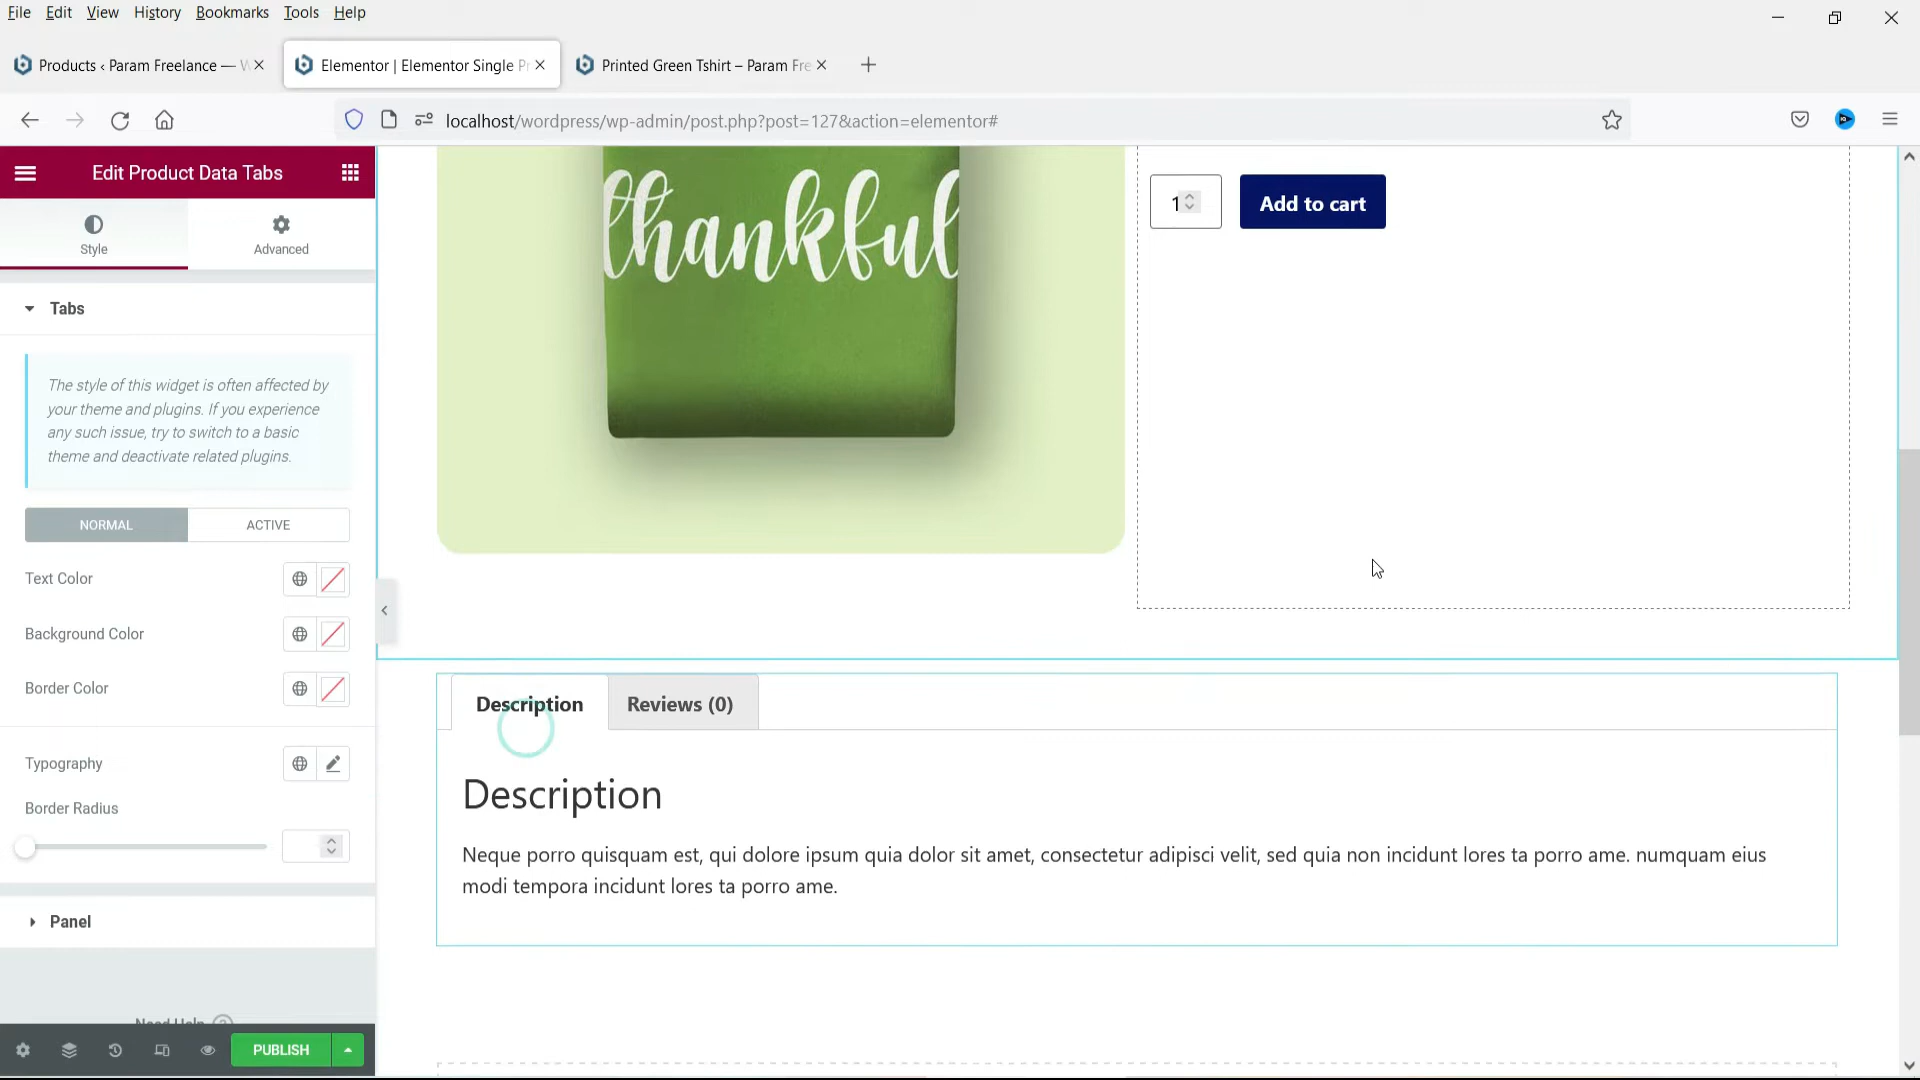 File Edit View History Bookmarks Tools Help
Products ‹ Param Freelance — W
Elementor | Elementor Single Pr
Printed Green Tshirt – Param Fre
localhost/wordpress/wp-admin/post.php?post=127&action=elementor#
Edit Product Data Tabs
Style
Advanced
Tabs
The style of this widget is often affected by
your theme and plugins. If you experience
any such issue, try to switch to a basic
theme and deactivate related plugins.
NORMAL
ACTIVE
Text Color
Background Color
Border Color
Typography
Border Radius
Panel
Need Help
PUBLISH
thankful
1
Add to cart
Description
Reviews (0)
Description
Neque porro quisquam est, qui dolore ipsum quia dolor sit amet, consectetur adipisci velit, sed quia non incidunt lores ta porro ame. numquam eius
modi tempora incidunt lores ta porro ame.